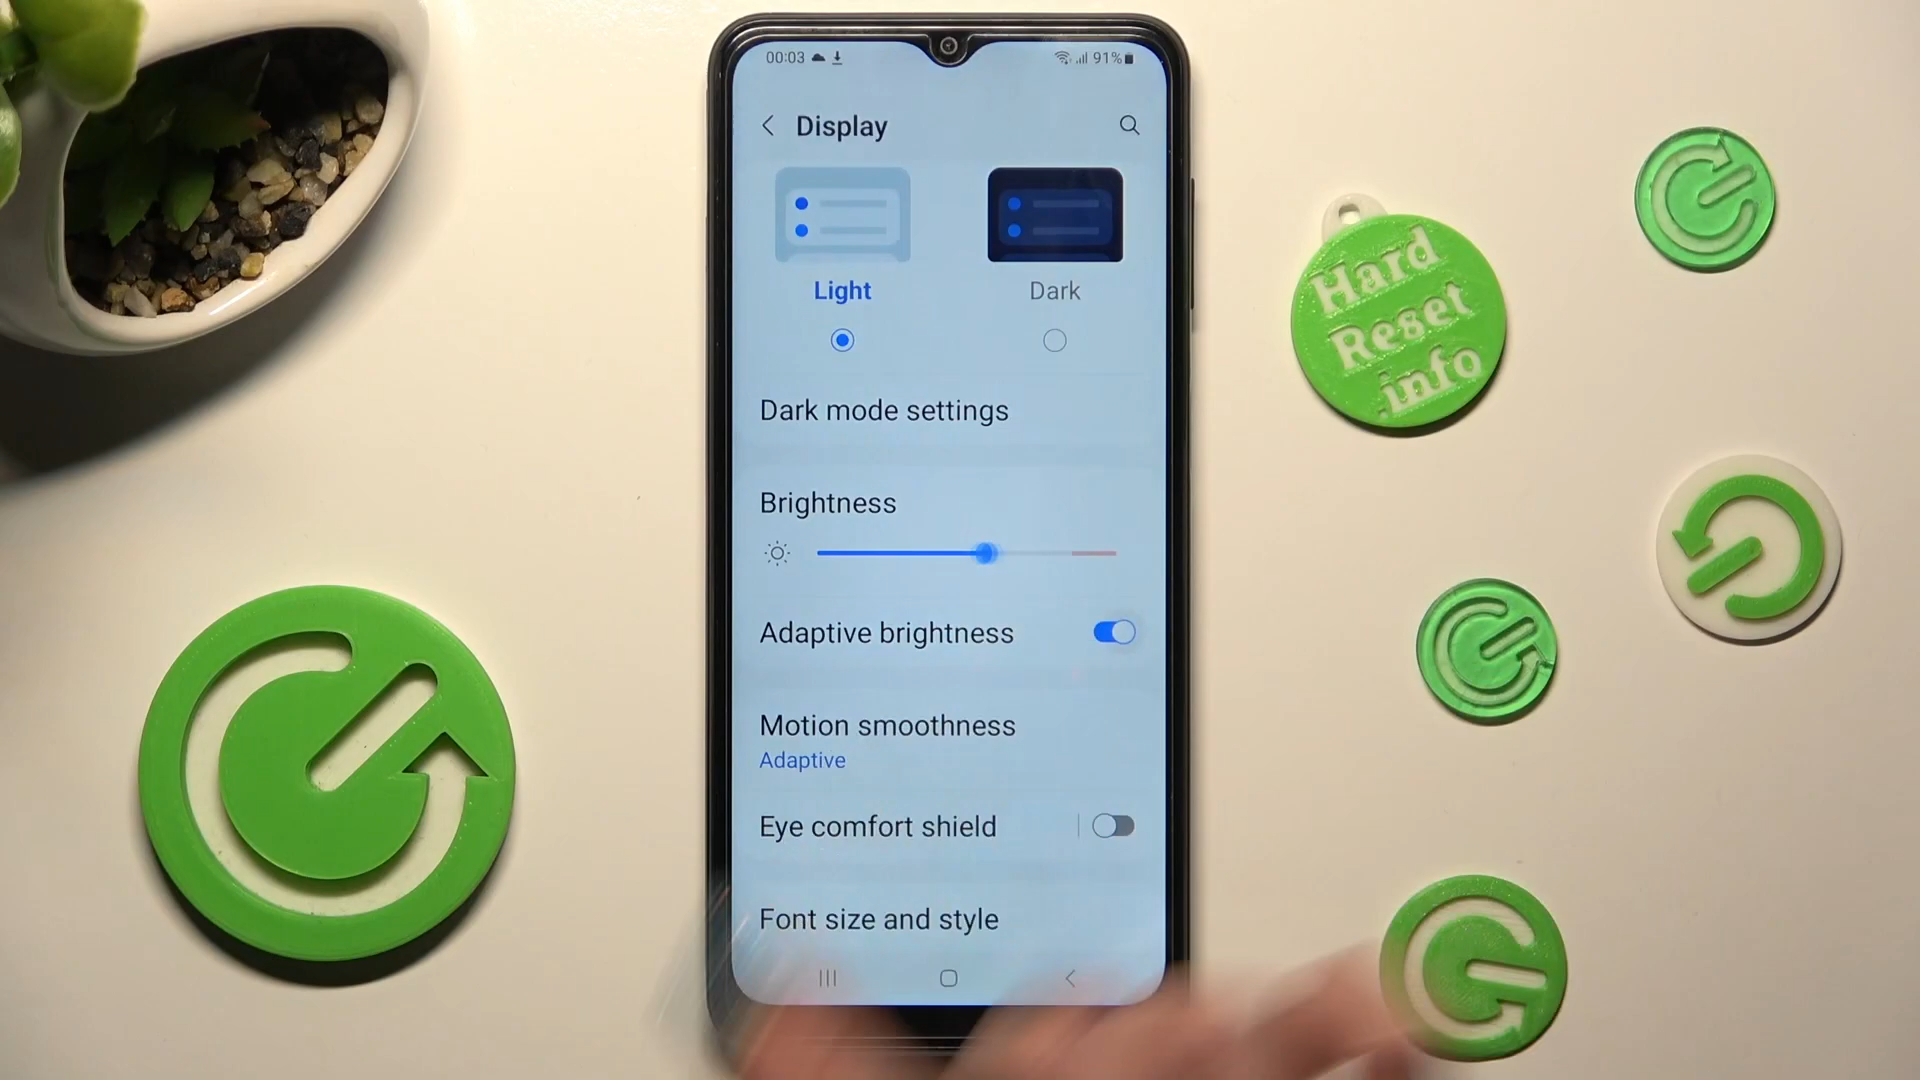 00:03
91%
Display
Light
Dark
Dark mode settings
Brightness
Adaptive brightness
Motion smoothness
Adaptive
Eye comfort shield
Font size and style
Hard
Reset
.info